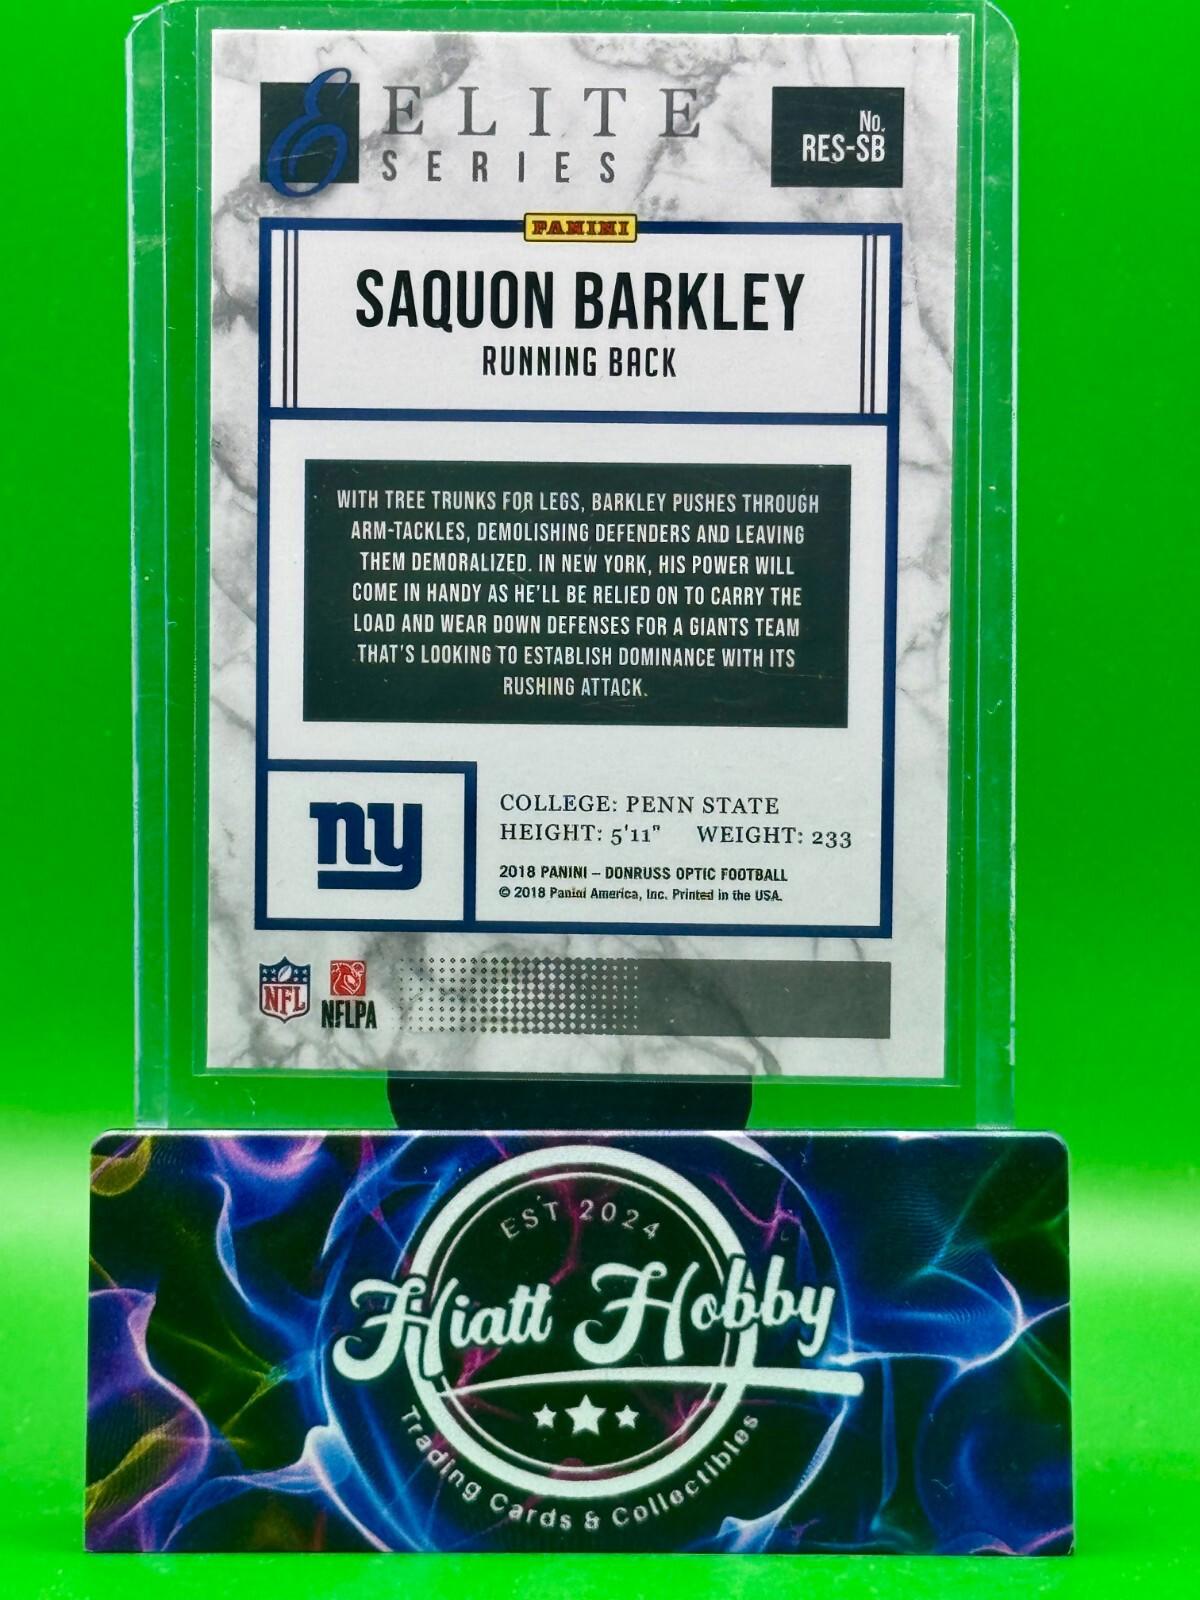 E ELITE
SERIES
No.
RES-SB
PANINI
SAQUON BARKLEY
RUNNING BACK
WITH TREE TRUNKS FOR LEGS, BARKLEY PUSHES THROUGH
ARM-TACKLES, DEMOLISHING DEFENDERS AND LEAVING
THEM DEMORALIZED. IN NEW YORK, HIS POWER WILL
COME IN HANDY AS HE'LL BE RELIED ON TO CARRY THE
LOAD AND WEAR DOWN DEFENSES FOR A GIANTS TEAM
THAT'S LOOKING TO ESTABLISH DOMINANCE WITH ITS
RUSHING ATTACK.
ny
COLLEGE: PENN STATE
HEIGHT: 5'11" WEIGHT: 233
2018 PANINI – DONRUSS OPTIC FOOTBALL
© 2018 Panini America, Inc. Printed in the USA.
NFL
NFLPA
EST 2024
Hiatt Hobby
Trading Cards & Collectibles